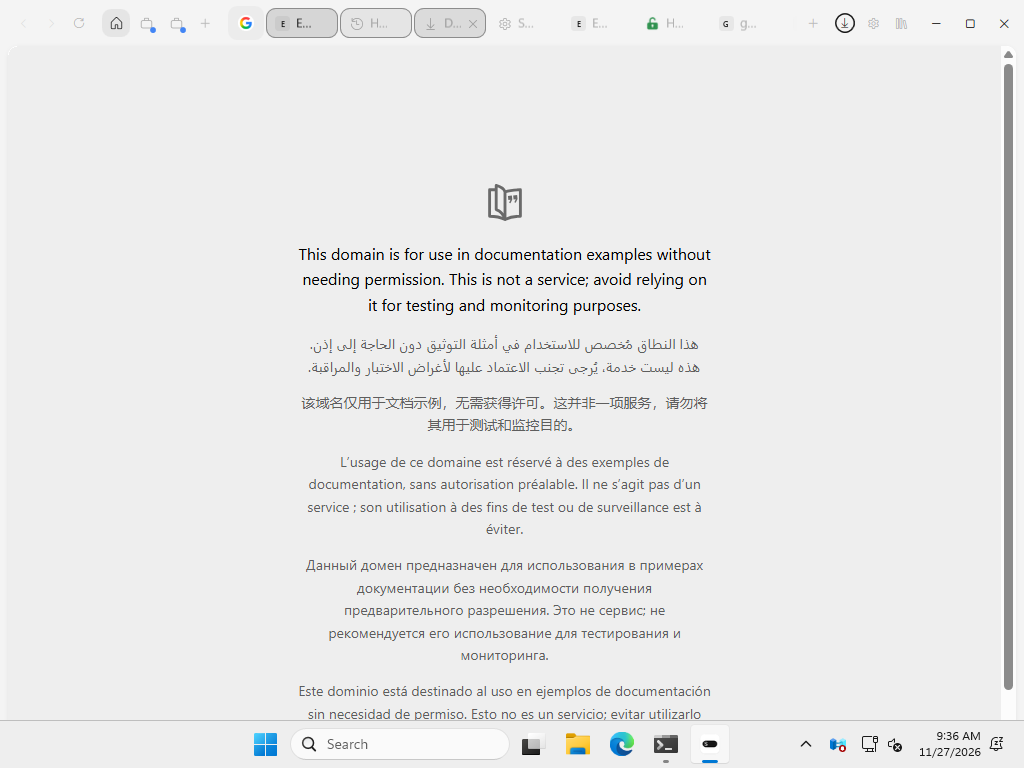 E E... H... D... S... E E... H... G g...
This domain is for use in documentation examples without
needing permission. This is not a service; avoid relying on
it for testing and monitoring purposes.
هذا النطاق مُخصص للاستخدام في أمثلة التوثيق دون الحاجة إلى إذن.
هذه ليست خدمة، يُرجى تجنب الاعتماد عليها لأغراض الاختبار والمراقبة.
该域名仅用于文档示例，无需获得许可。这并非一项服务，请勿将
其用于测试和监控目的。
L’usage de ce domaine est réservé à des exemples de
documentation, sans autorisation préalable. Il ne s’agit pas d’un
service ; son utilisation à des fins de test ou de surveillance est à
éviter.
Данный домен предназначен для использования в примерах
документации без необходимости получения
предварительного разрешения. Это не сервис; не
рекомендуется его использование для тестирования и
мониторинга.
Este dominio está destinado al uso en ejemplos de documentación
sin necesidad de permiso. Esto no es un servicio; evitar utilizarlo
Search
9:36 AM
11/27/2026